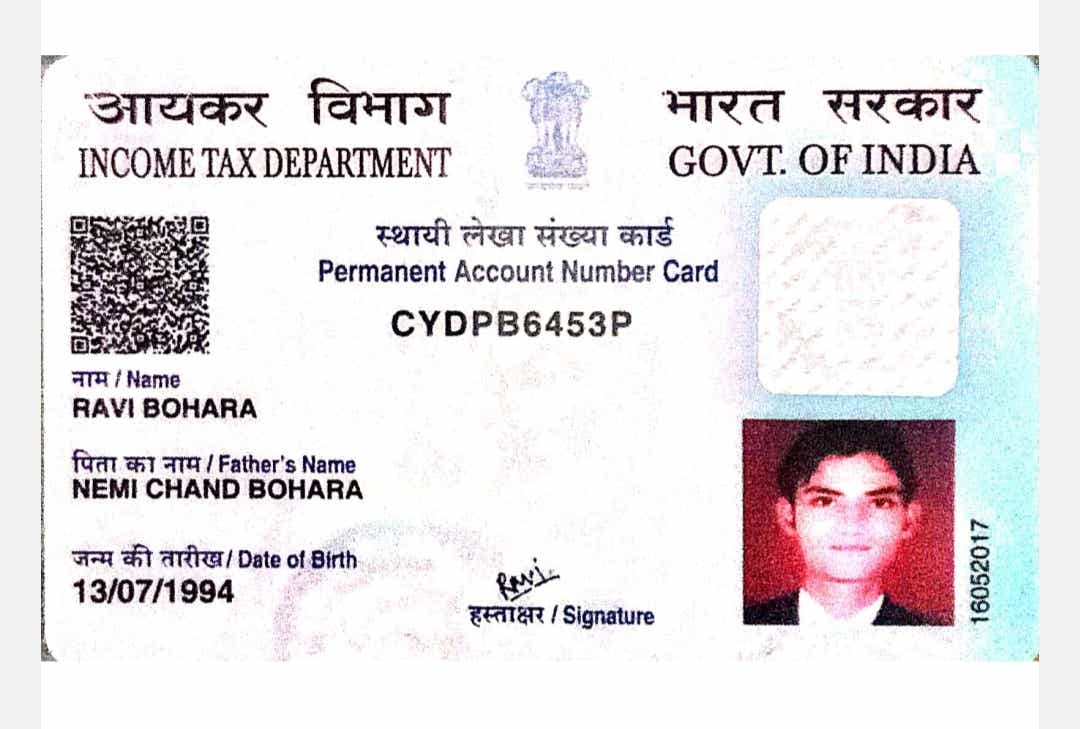 आयकर विभाग
INCOME TAX DEPARTMENT
भारत सरकार
GOVT. OF INDIA
स्थायी लेखा संख्या कार्ड
Permanent Account Number Card
CYDPB6453P
नाम / Name
RAVI BOHARA
पिता का नाम / Father's Name
NEMI CHAND BOHARA
जन्म की तारीख / Date of Birth
13/07/1994
Ravi
हस्ताक्षर / Signature
16052017